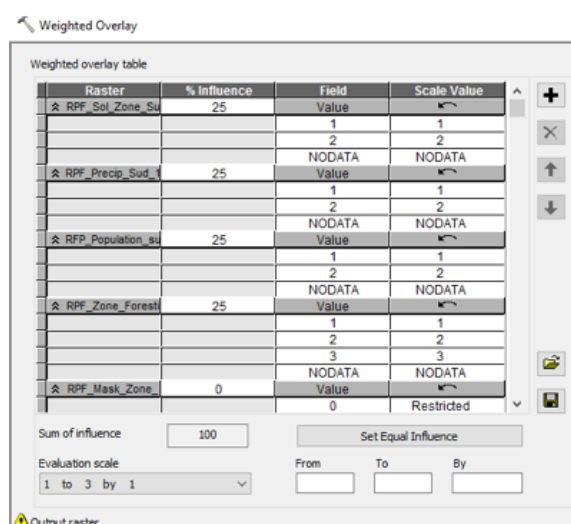 Weighted Overlay
Weighted overlay table
Raster % Influence Field Scale Value
RPF_Sol_Zone_Su 25 Value
1 1
2 2
NODATA NODATA
RPF_Precip_Sud_1 25 Value
1 1
2 2
NODATA NODATA
RFP_Population_su 25 Value
1 1
2 2
NODATA NODATA
RPF_Zone_Foresti 25 Value
1 1
2 2
3 3
NODATA NODATA
RPF_Mask_Zone_ 0 Value
0 Restricted
Sum of influence 100 Set Equal Influence
Evaluation scale From To By
1 to 3 by 1
Output raster